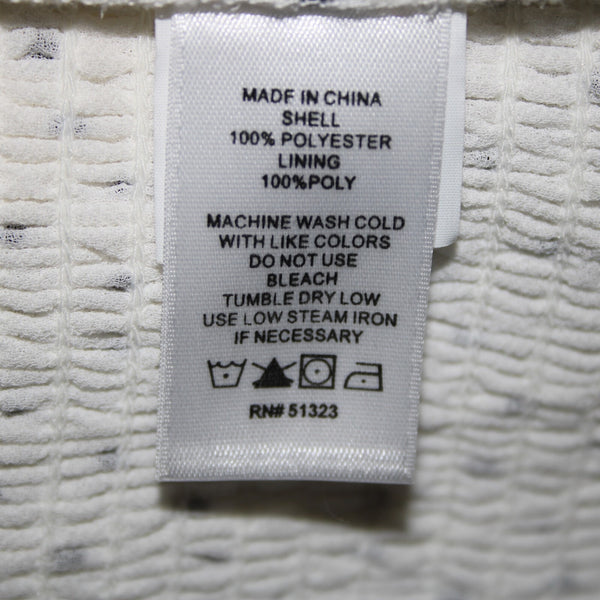 MADE IN CHINA
SHELL
100% POLYESTER
LINING
100%POLY
MACHINE WASH COLD
WITH LIKE COLORS
DO NOT USE
BLEACH
TUMBLE DRY LOW
USE LOW STEAM IRON
IF NECESSARY
RN# 51323